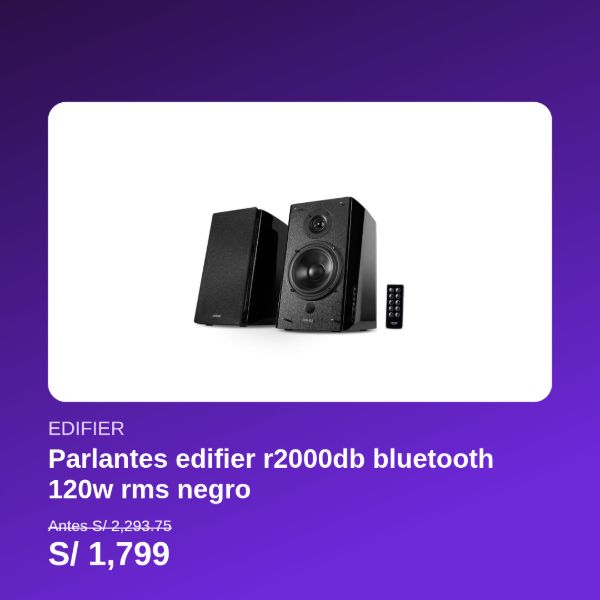 EDIFIER
Parlantes edifier r2000db bluetooth
120w rms negro
Antes S/ 2,293.75
S/ 1,799